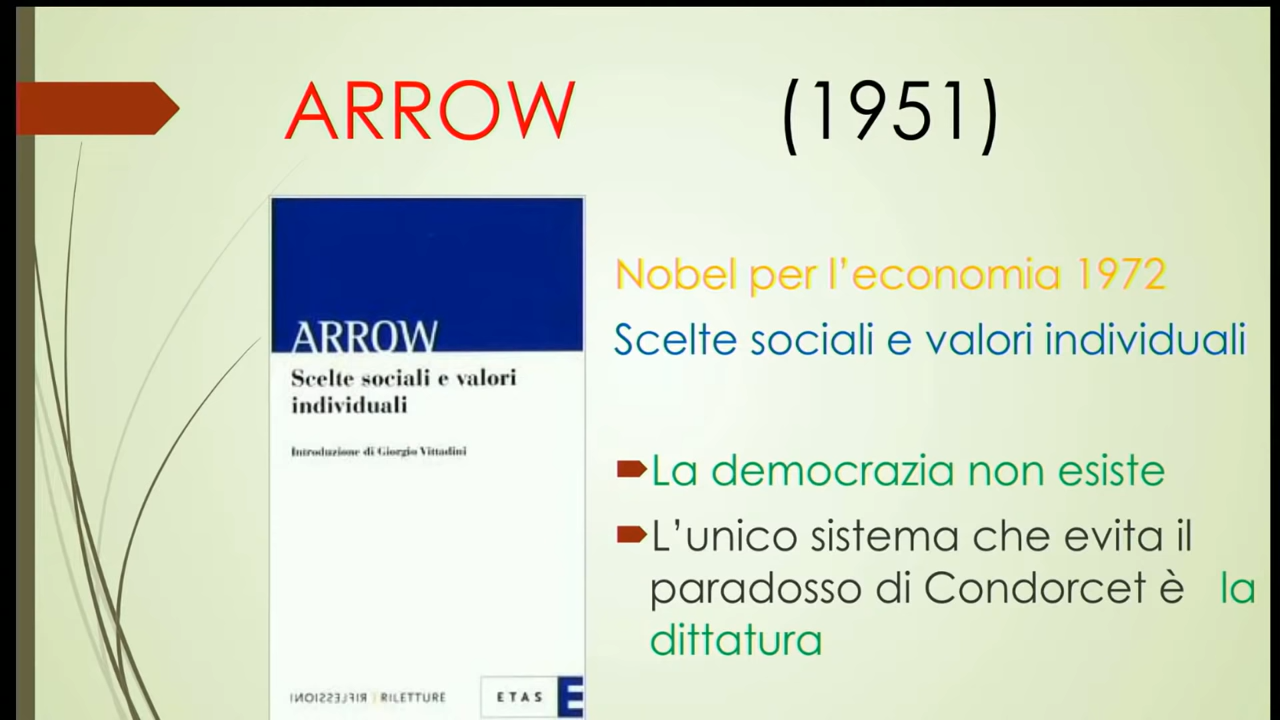 ARROW (1951)
ARROW
Scelte sociali e valori
individuali
Introduzione di Giorgio Vittadini
RIFLESSIONI | RILETTURE
ETAS E
Nobel per l’economia 1972
Scelte sociali e valori individuali
La democrazia non esiste
L’unico sistema che evita il
paradosso di Condorcet è la
dittatura